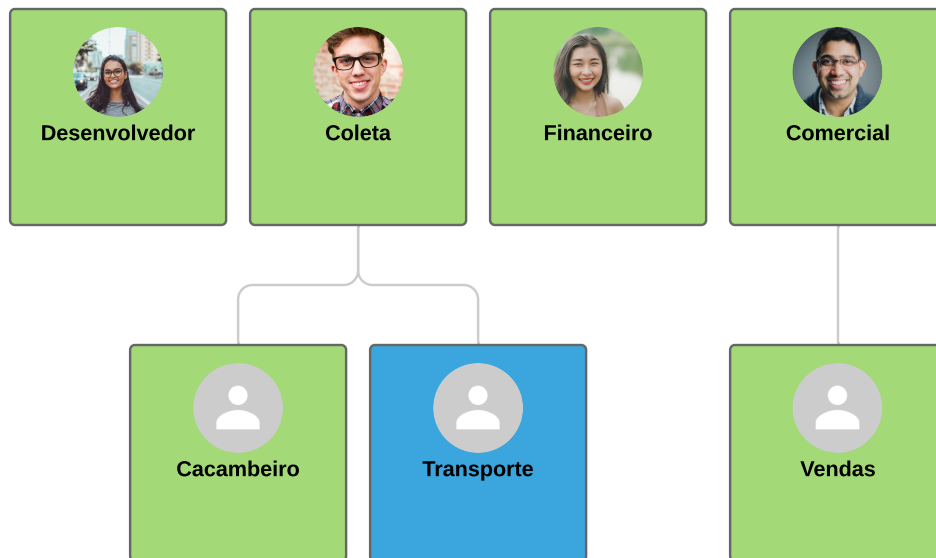 Desenvolvedor
Coleta
Financeiro
Comercial
Cacambeiro
Transporte
Vendas